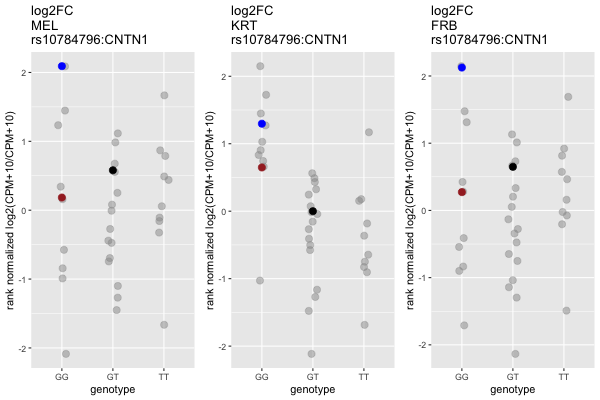 log2FC
MEL
rs10784796:CNTN1
rank normalized log2(CPM+10/CPM+10)
2
1
0
-1
-2
GG
GT
TT
genotype
log2FC
KRT
rs10784796:CNTN1
rank normalized log2(CPM+10/CPM+10)
2
1
0
-1
-2
GG
GT
TT
genotype
log2FC
FRB
rs10784796:CNTN1
rank normalized log2(CPM+10/CPM+10)
2
1
0
-1
-2
GG
GT
TT
genotype